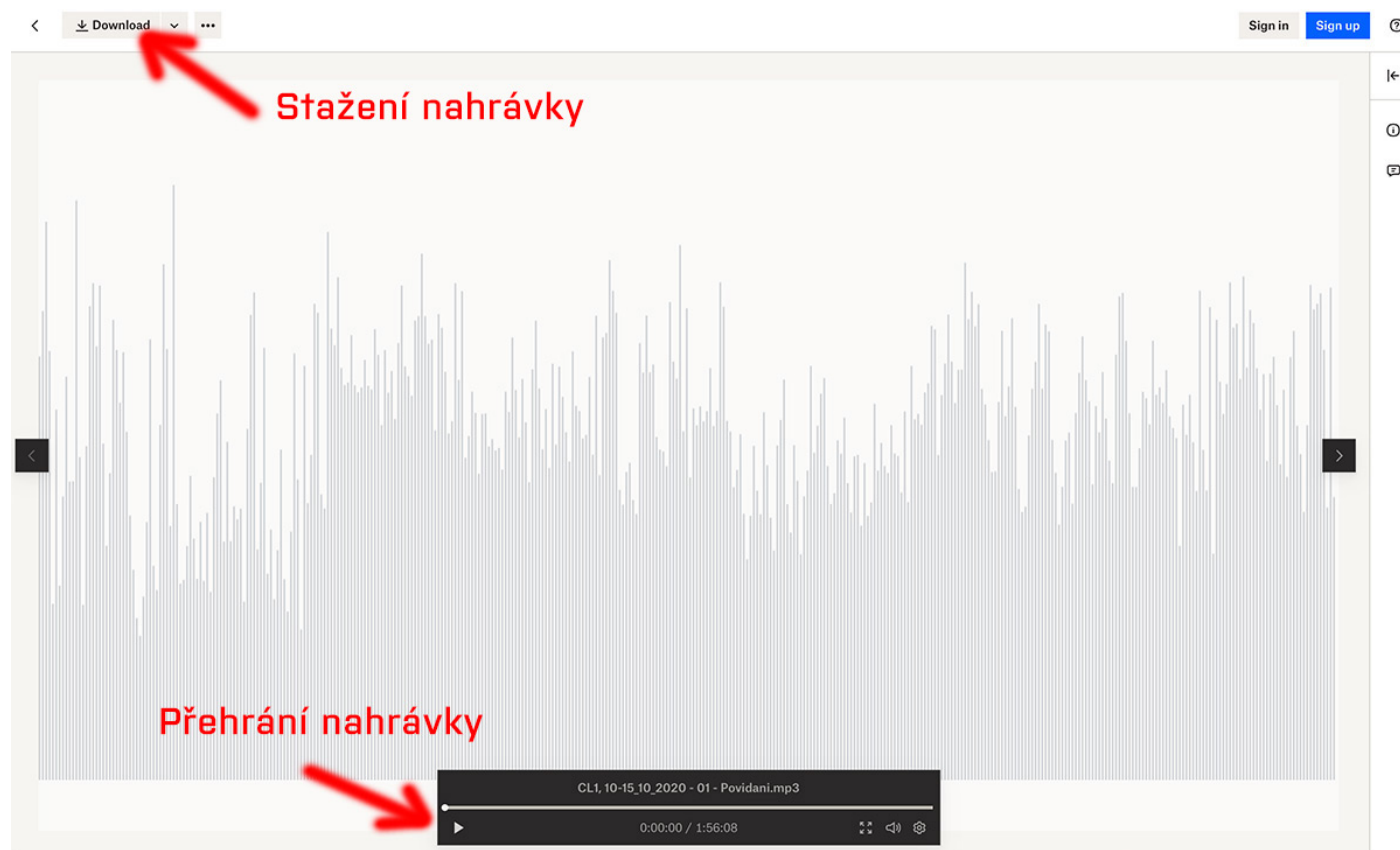 Download
Sign in
Sign up
Stažení nahrávky
Přehrání nahrávky
CL1, 10-15_10_2020 - 01 - Povidani.mp3
0:00:00 / 1:56:08